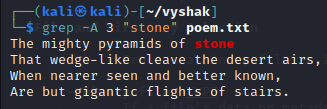 ┌──(kali㉿kali)-[~/vyshak]
└─$ grep -A 3 "stone" poem.txt
The mighty pyramids of stone
That wedge-like cleave the desert airs,
When nearer seen and better known,
Are but gigantic flights of stairs.